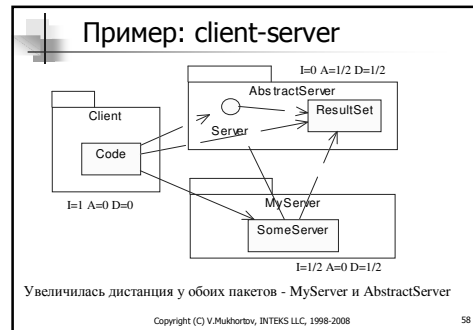 Пример: client-server
I=0 A=1/2 D=1/2
AbstractServer
ResultSet
Client
Server
Code
I=1 A=0 D=0
MyServer
SomeServer
I=1/2 A=0 D=1/2
Увеличилась дистанция у обоих пакетов - MyServer и AbstractServer
Copyright (C) V.Mukhortov, INTEKS LLC, 1998-2008
58